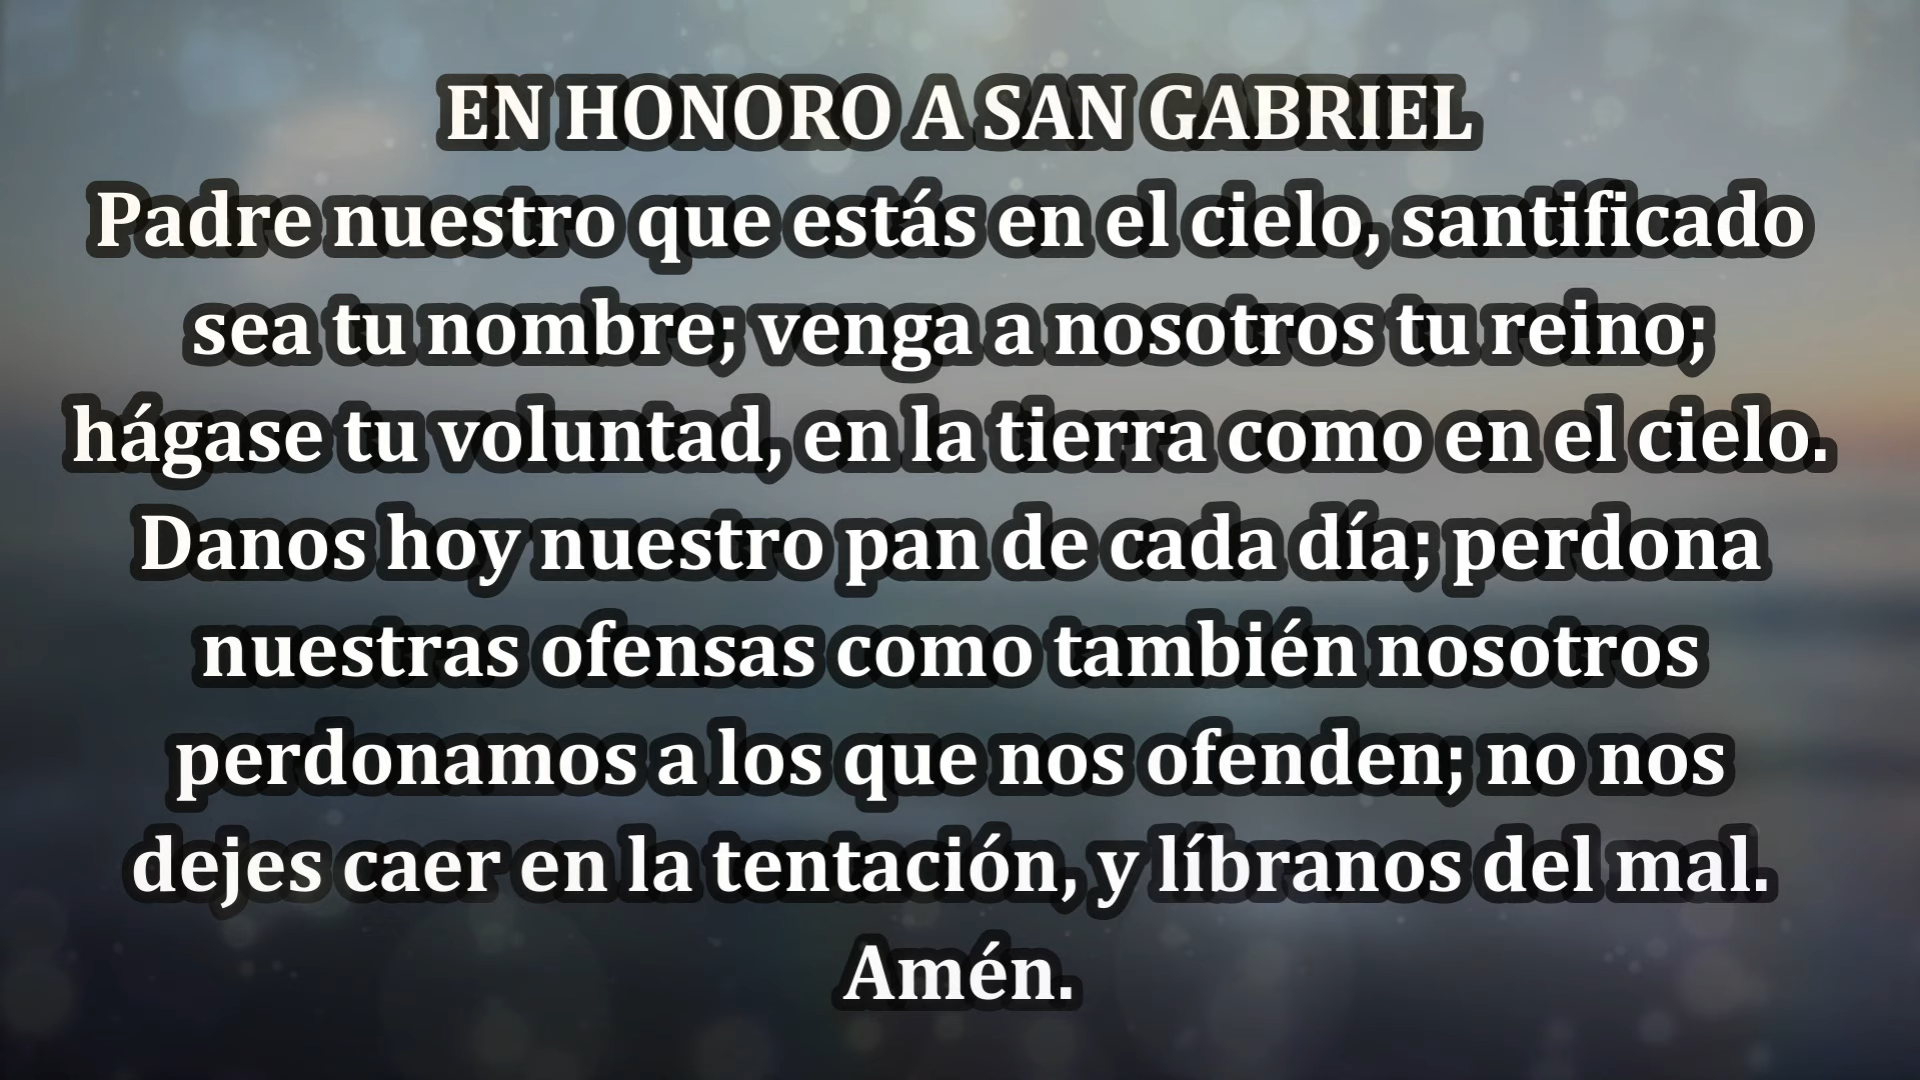 EN HONORO A SAN GABRIEL
Padre nuestro que estás en el cielo, santificado
sea tu nombre; venga a nosotros tu reino;
hágase tu voluntad, en la tierra como en el cielo.
Danos hoy nuestro pan de cada día; perdona
nuestras ofensas como también nosotros
perdonamos a los que nos ofenden; no nos
dejes caer en la tentación, y líbranos del mal.
Amén.